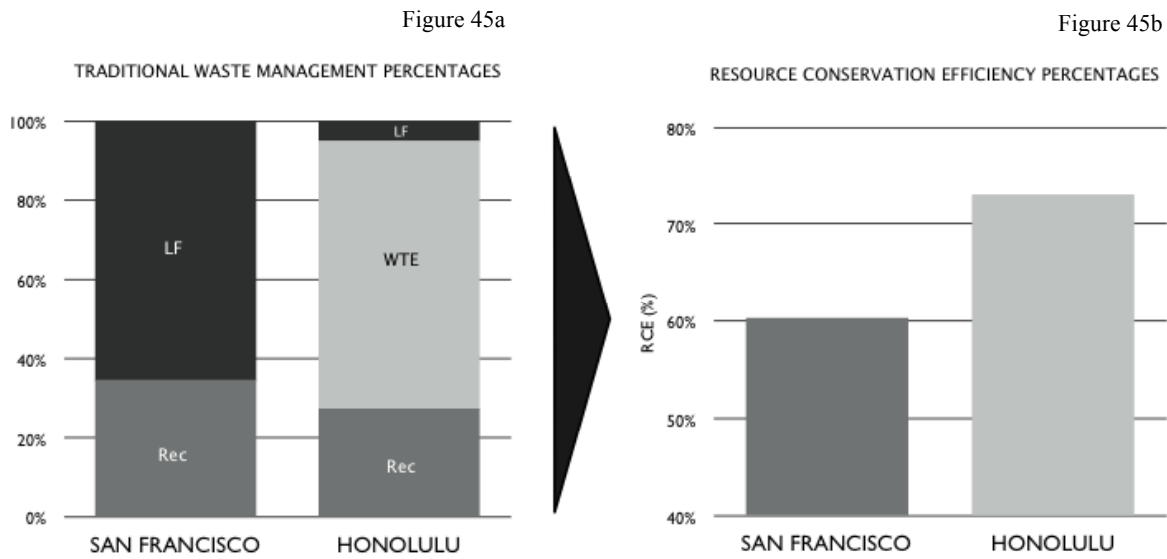 Figure 45a
TRADITIONAL WASTE MANAGEMENT PERCENTAGES
100%
80%
60%
40%
20%
0%
LF
Rec
LF
WTE
Rec
SAN FRANCISCO
HONOLULU
Figure 45b
RESOURCE CONSERVATION EFFICIENCY PERCENTAGES
RCE (%)
80%
70%
60%
50%
40%
SAN FRANCISCO
HONOLULU